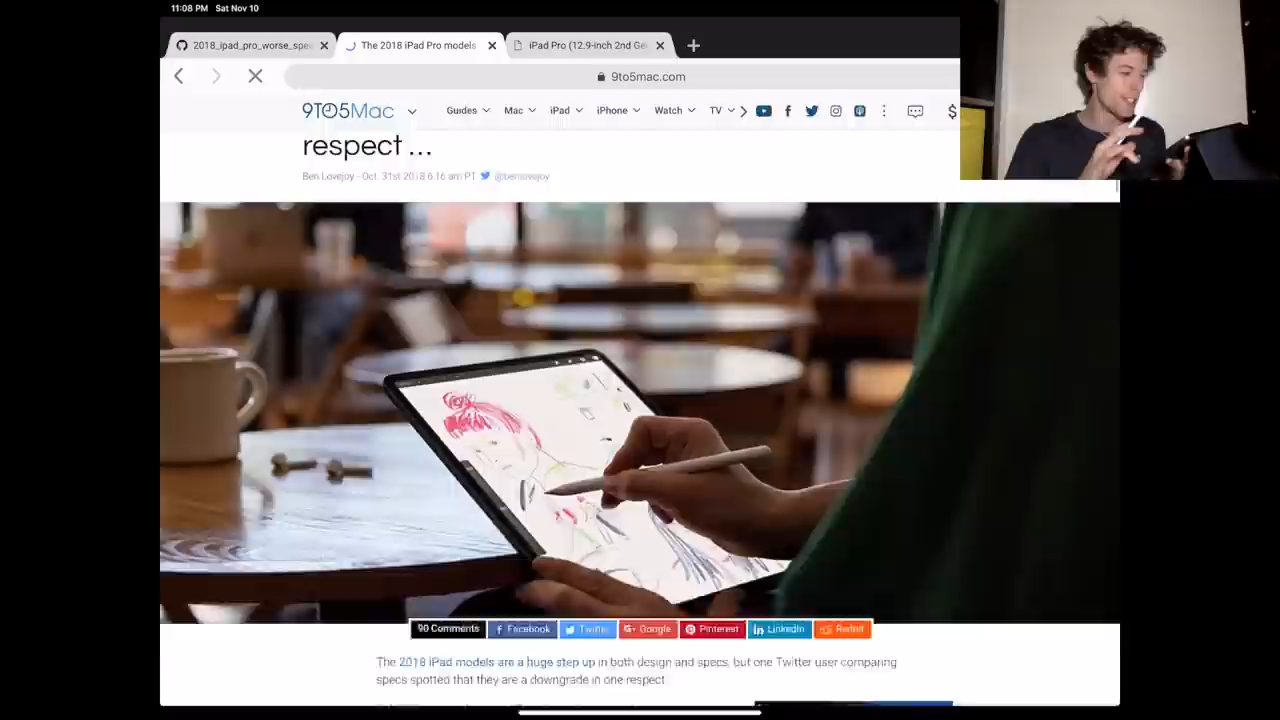 11:08 PM Sat Nov 10
2018_ipad_pro_worse_spe
The 2018 iPad Pro models
iPad Pro (12.9-inch 2nd Ge
9to5mac.com
9TO5Mac Guides Mac iPad iPhone Watch TV $
respect ...
Ben Lovejoy - Oct. 31st 2018 6:16 am PT @benlovejoy
90 Comments Facebook Twitter Google Pinterest LinkedIn Reddit
The 2018 iPad models are a huge step up in both design and specs, but one Twitter user comparing
specs spotted that they are a downgrade in one respect